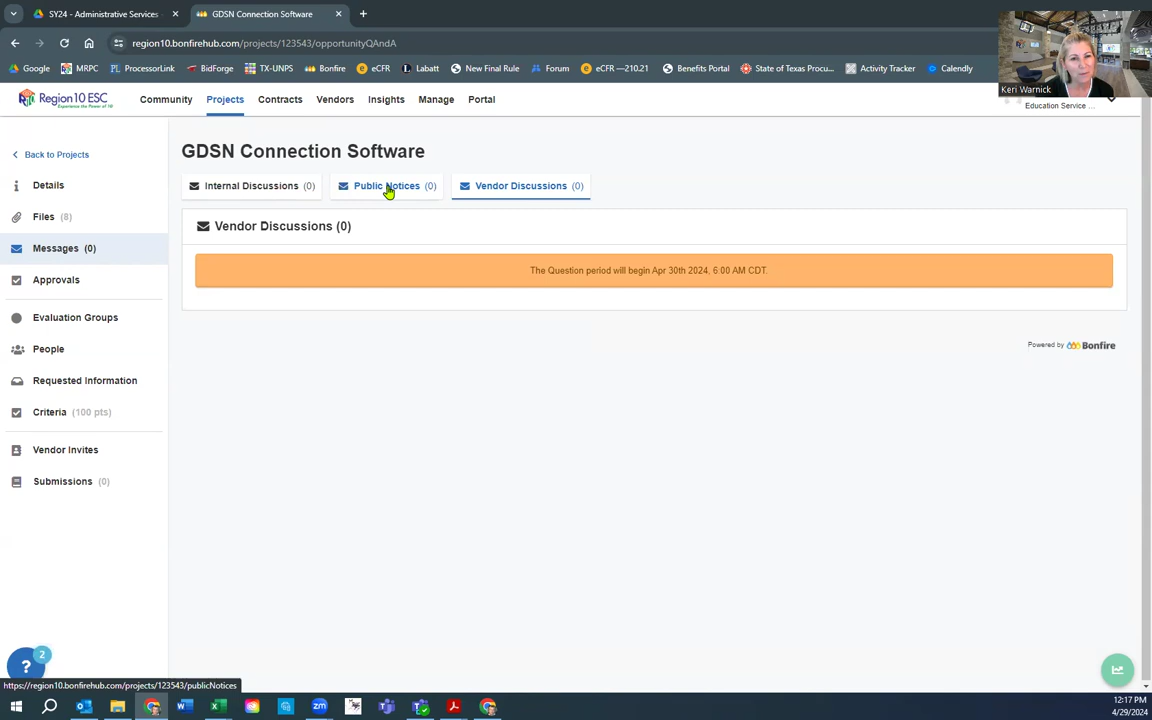 SY24 - Administrative Services
GDSN Connection Software
region10.bonfirehub.com/projects/123543/opportunityQAndA
Google MRPC ProcessorLink BidForge TX-UNPS Bonfire eCFR Labatt New Final Rule Forum eCFR —210.21 Benefits Portal State of Texas Procu... Activity Tracker Calendly
Keri Warnick
Region10 ESC
Experience the Power of 10
Community Projects Contracts Vendors Insights Manage Portal
Education Service ...
Back to Projects
Details
Files (8)
Messages (0)
Approvals
Evaluation Groups
People
Requested Information
Criteria (100 pts)
Vendor Invites
Submissions (0)
GDSN Connection Software
Internal Discussions (0) Public Notices (0) Vendor Discussions (0)
Vendor Discussions (0)
The Question period will begin Apr 30th 2024, 6:00 AM CDT.
Powered by Bonfire
? 2
https://region10.bonfirehub.com/projects/123543/publicNotices
12:17 PM
4/29/2024